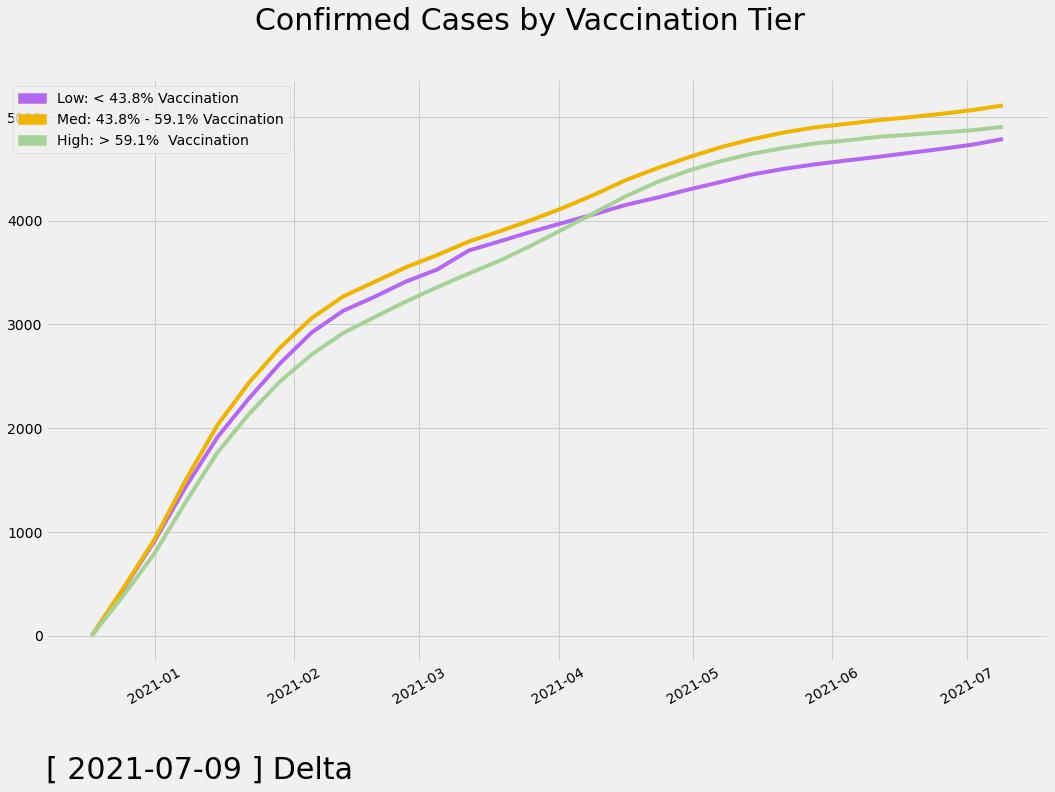 Confirmed Cases by Vaccination Tier
Low: < 43.8% Vaccination
Med: 43.8% - 59.1% Vaccination
High: > 59.1%  Vaccination
5000
4000
3000
2000
1000
0
2021-01
2021-02
2021-03
2021-04
2021-05
2021-06
2021-07
[ 2021-07-09 ] Delta